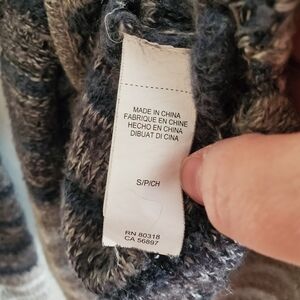 MADE IN CHINA
FABRIQUE EN CHINE
HECHO EN CHINA
DIBUAT DI CINA
S/P/CH
RN 80318
CA 56897